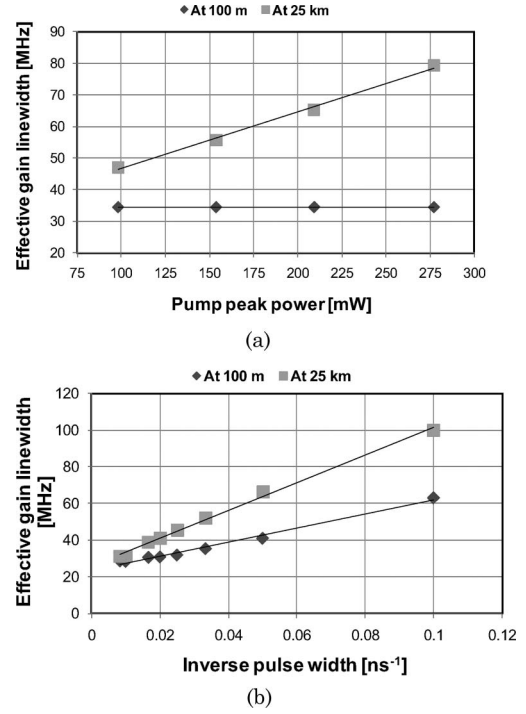 At 100 m At 25 km
Effective gain linewidth [MHz]
90
80
70
60
50
40
30
20
75 100 125 150 175 200 225 250 275 300
Pump peak power [mW]
(a)
At 100 m At 25 km
Effective gain linewidth
[MHz]
120
100
80
60
40
20
0
0 0.02 0.04 0.06 0.08 0.1 0.12
Inverse pulse width [ns-1]
(b)